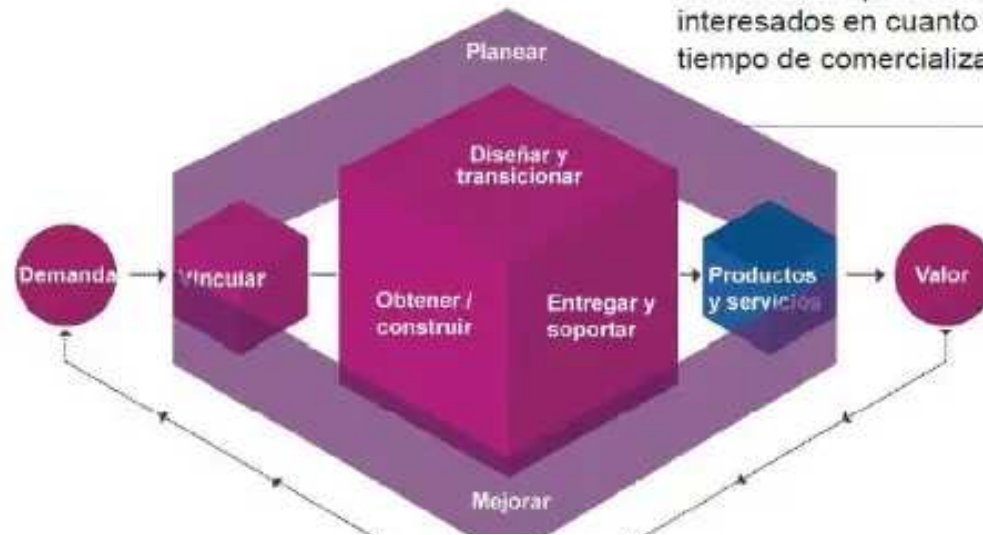 interesados en cuanto
tiempo de comercializa
Planear
Diseñar y
transicionar
Demanda
Vincular
Obtener /
construir
Entregar y
soportar
Productos
y servicios
Valor
Mejorar